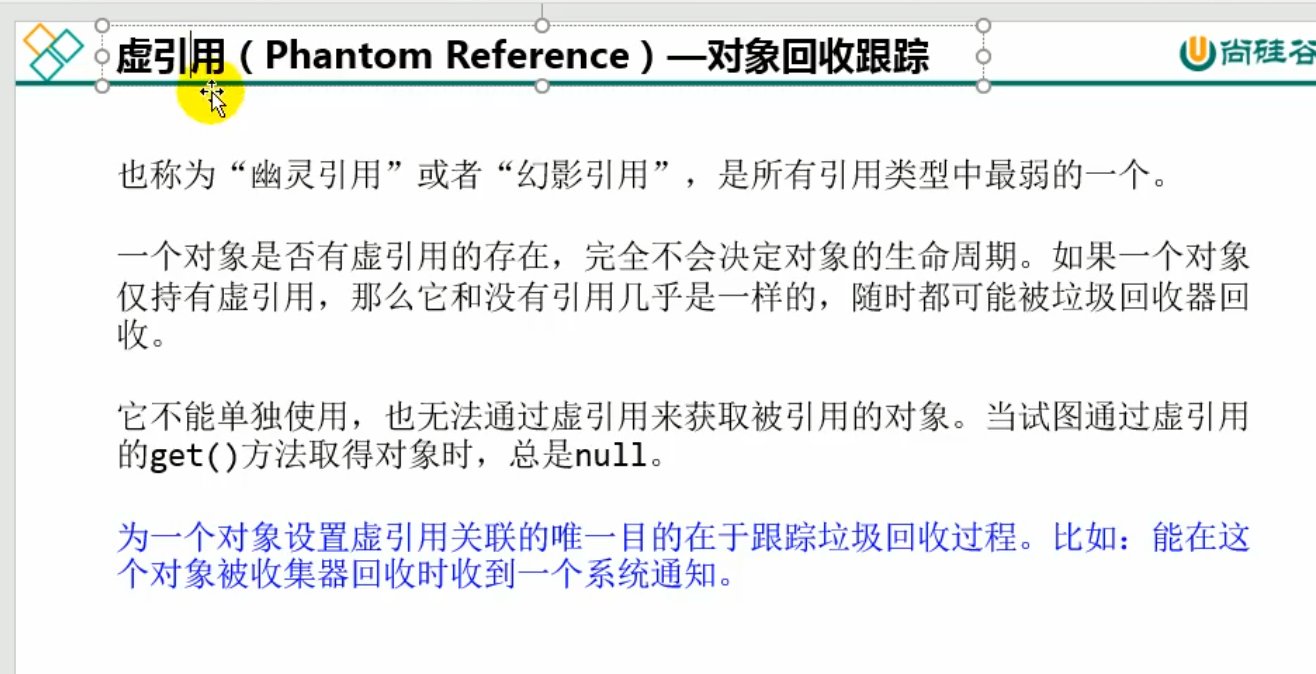 虚引用（Phantom Reference）—对象回收跟踪
尚硅谷
也称为“幽灵引用”或者“幻影引用”，是所有引用类型中最弱的一个。
一个对象是否有虚引用的存在，完全不会决定对象的生命周期。如果一个对象
仅持有虚引用，那么它和没有引用几乎是一样的，随时都可能被垃圾回收器回
收。
它不能单独使用，也无法通过虚引用来获取被引用的对象。当试图通过虚引用
的get()方法取得对象时，总是null。
为一个对象设置虚引用关联的唯一目的在于跟踪垃圾回收过程。比如：能在这
个对象被收集器回收时收到一个系统通知。